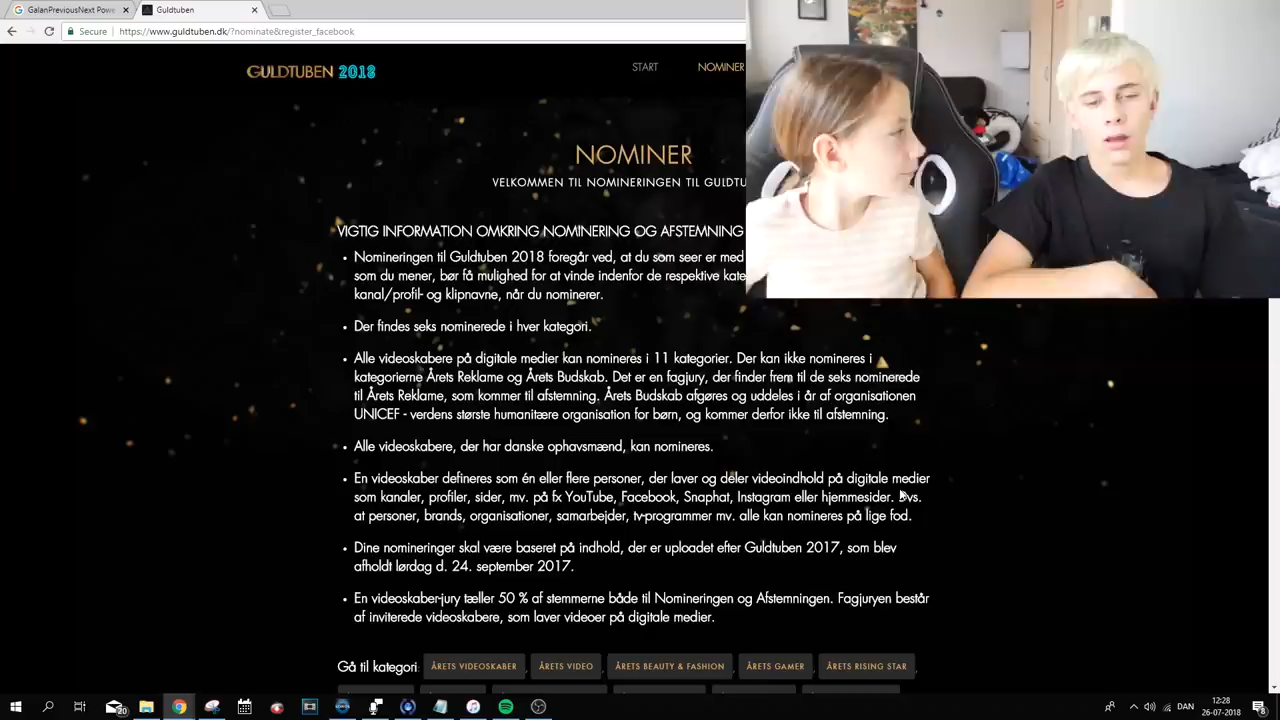 GalanPreviousNext Powe
Guldtuben
Secure
https://www.guldtuben.dk/?nominate&register_facebook
GULDTUBEN 2018
START
NOMINER
NOMINER
VELKOMMEN TIL NOMINERINGEN TIL GULDTU
VIGTIG INFORMATION OMKRING NOMINERING OG AFSTEMNING
Nomineringen til Guldtuben 2018 foregår ved, at du som seer er med
som du mener, bør få mulighed for at vinde indenfor de respektive kate
kanal/profil- og klipnavne, når du nominerer.
Der findes seks nominerede i hver kategori.
Alle videoskabere på digitale medier kan nomineres i 11 kategorier. Der kan ikke nomineres i
kategorierne Årets Reklame og Årets Budskab. Det er en fagjury, der finder frem til de seks nominerede
til Årets Reklame, som kommer til afstemning. Årets Budskab afgøres og uddeles i år af organisationen
UNICEF - verdens største humanitære organisation for børn, og kommer derfor ikke til afstemning.
Alle videoskabere, der har danske ophavsmænd, kan nomineres.
En videoskaber defineres som én eller flere personer, der laver og deler videoindhold på digitale medier
som kanaler, profiler, sider, mv. på fx YouTube, Facebook, Snaphat, Instagram eller hjemmesider. Dvs.
at personer, brands, organisationer, samarbejder, tv-programmer mv. alle kan nomineres på lige fod.
Dine nomineringer skal være baseret på indhold, der er uploadet efter Guldtuben 2017, som blev
afholdt lørdag d. 24. september 2017.
En videoskaber-jury tæller 50 % af stemmerne både til Nomineringen og Afstemningen. Fagjuryen består
af inviterede videoskabere, som laver videoer på digitale medier.
Gå til kategori: ÅRETS VIDEOSKABER, ÅRETS VIDEO, ÅRETS BEAUTY & FASHION, ÅRETS GAMER, ÅRETS RISING STAR,
20
DAN
12:28
26-07-2018
8